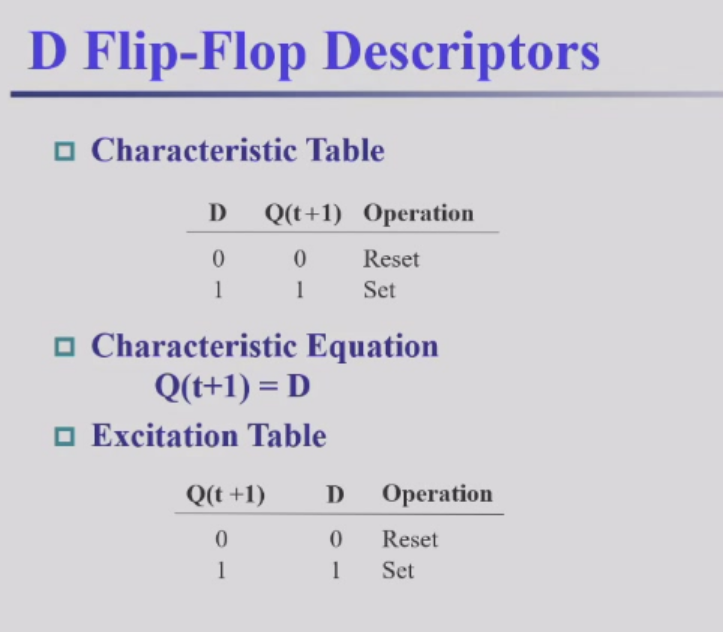 D Flip-Flop Descriptors
Characteristic Table
D Q(t+1) Operation
0 0 Reset
1 1 Set
Characteristic Equation
Q(t+1) = D
Excitation Table
Q(t +1) D Operation
0 0 Reset
1 1 Set